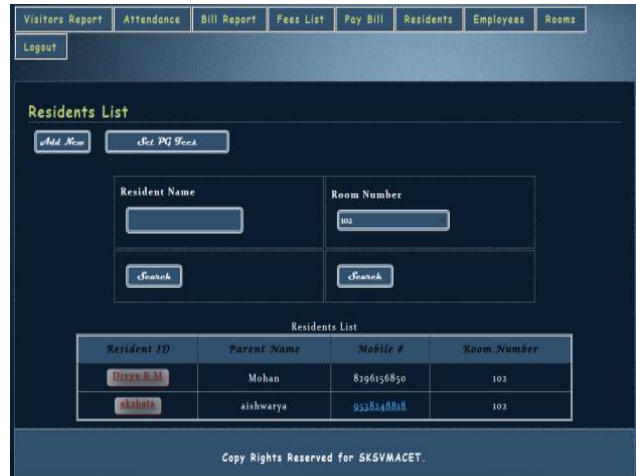 Visitors Report Attendance Bill Report Fees List Pay Bill Residents Employees Rooms
Logout
Residents List
Add New Set PG Fees
Resident Name Room Number
102
Search Search
Residents List
Resident ID Parent Name Mobile # Room Number
Divya R M Mohan 8296156850 102
akshata aishwarya 9538248818 102
Copy Rights Reserved for SKSVMACET.